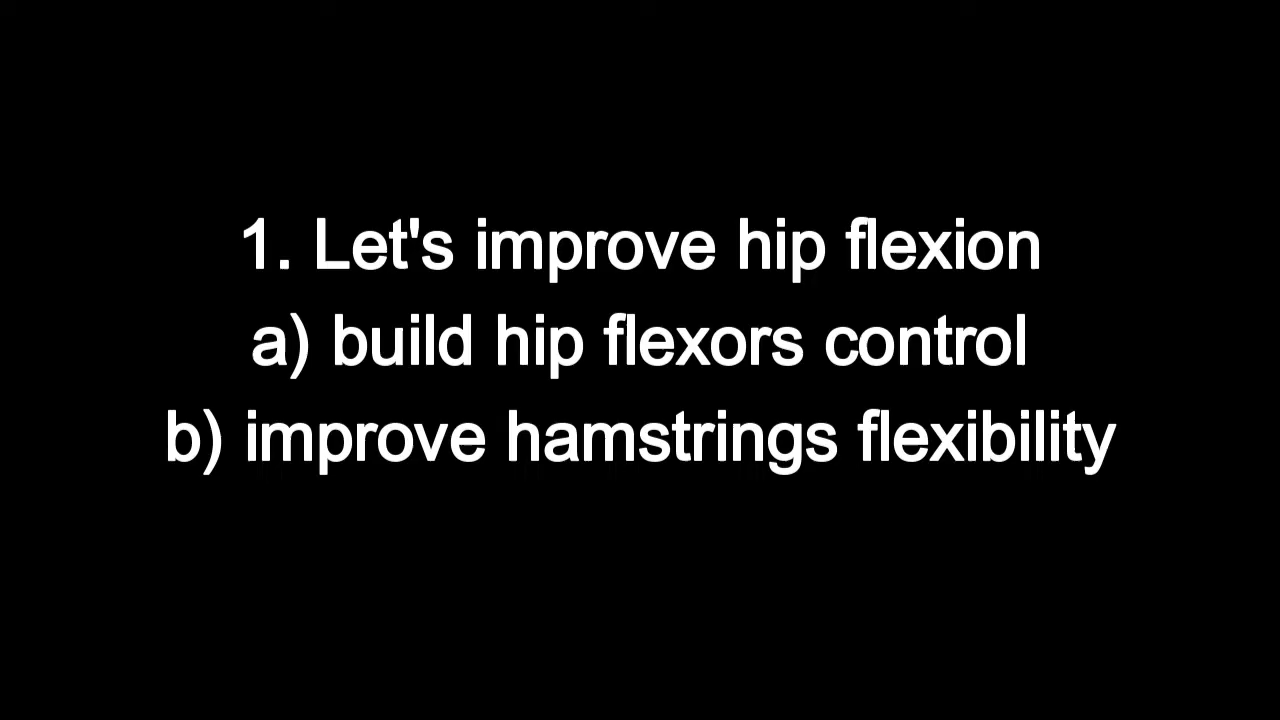 1. Let's improve hip flexion
a) build hip flexors control
b) improve hamstrings flexibility